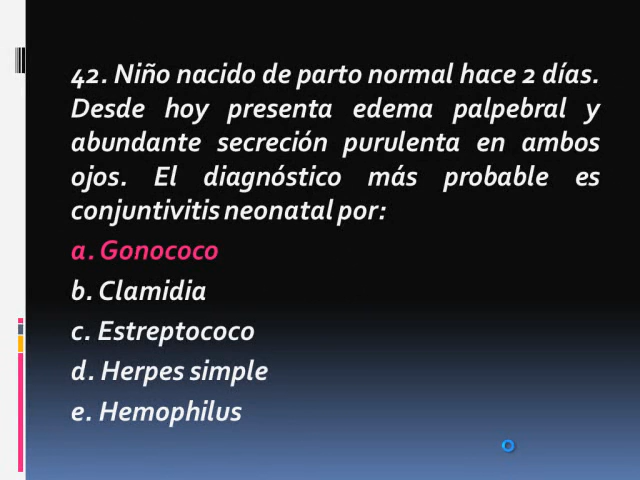 42. Niño nacido de parto normal hace 2 días.
Desde hoy presenta edema palpebral y
abundante secreción purulenta en ambos
ojos. El diagnóstico más probable es
conjuntivitis neonatal por:
a. Gonococo
b. Clamidia
c. Estreptococo
d. Herpes simple
e. Hemophilus